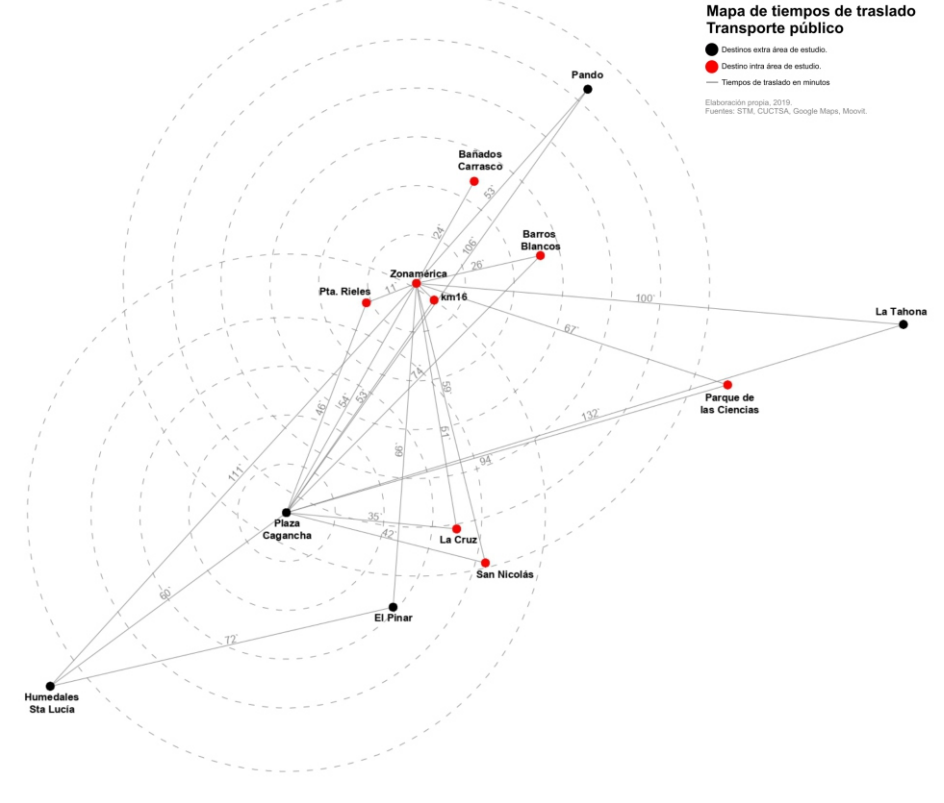 Mapa de tiempos de traslado
Transporte público
Destinos extra área de estudio.
Destino intra área de estudio.
Tiempos de traslado en minutos
Elaboración propia, 2019.
Fuentes: STM, CUCTSA, Google Maps, Moovit.
Pando
Bañados
Carrasco
53´
24´
106´
Barros
Blancos
26´
Zonamérica
11´
Pta. Rieles
km16
100´
La Tahona
67´
74´
59´
Parque de
las Ciencias
46´
54´
53´
132´
51´
66´
94´
111´
Plaza
Cagancha
35´
42´
La Cruz
San Nicolás
60´
El Pinar
72´
Humedales
Sta Lucía